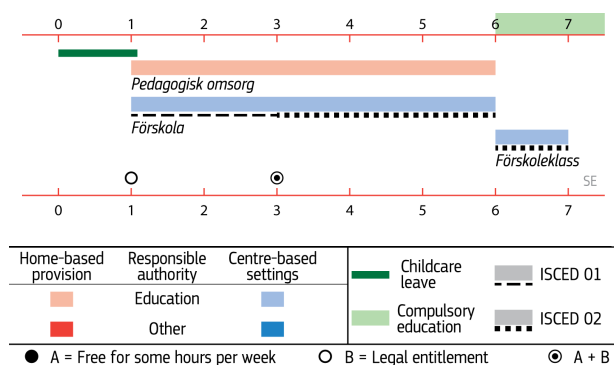 0 1 2 3 4 5 6 7
Pedagogisk omsorg
Förskola
Förskoleklass
SE
0 1 2 3 4 5 6 7
Home-based provision
Responsible authority
Centre-based settings
Education
Other
Childcare leave
Compulsory education
ISCED 01
ISCED 02
A = Free for some hours per week
B = Legal entitlement
A + B